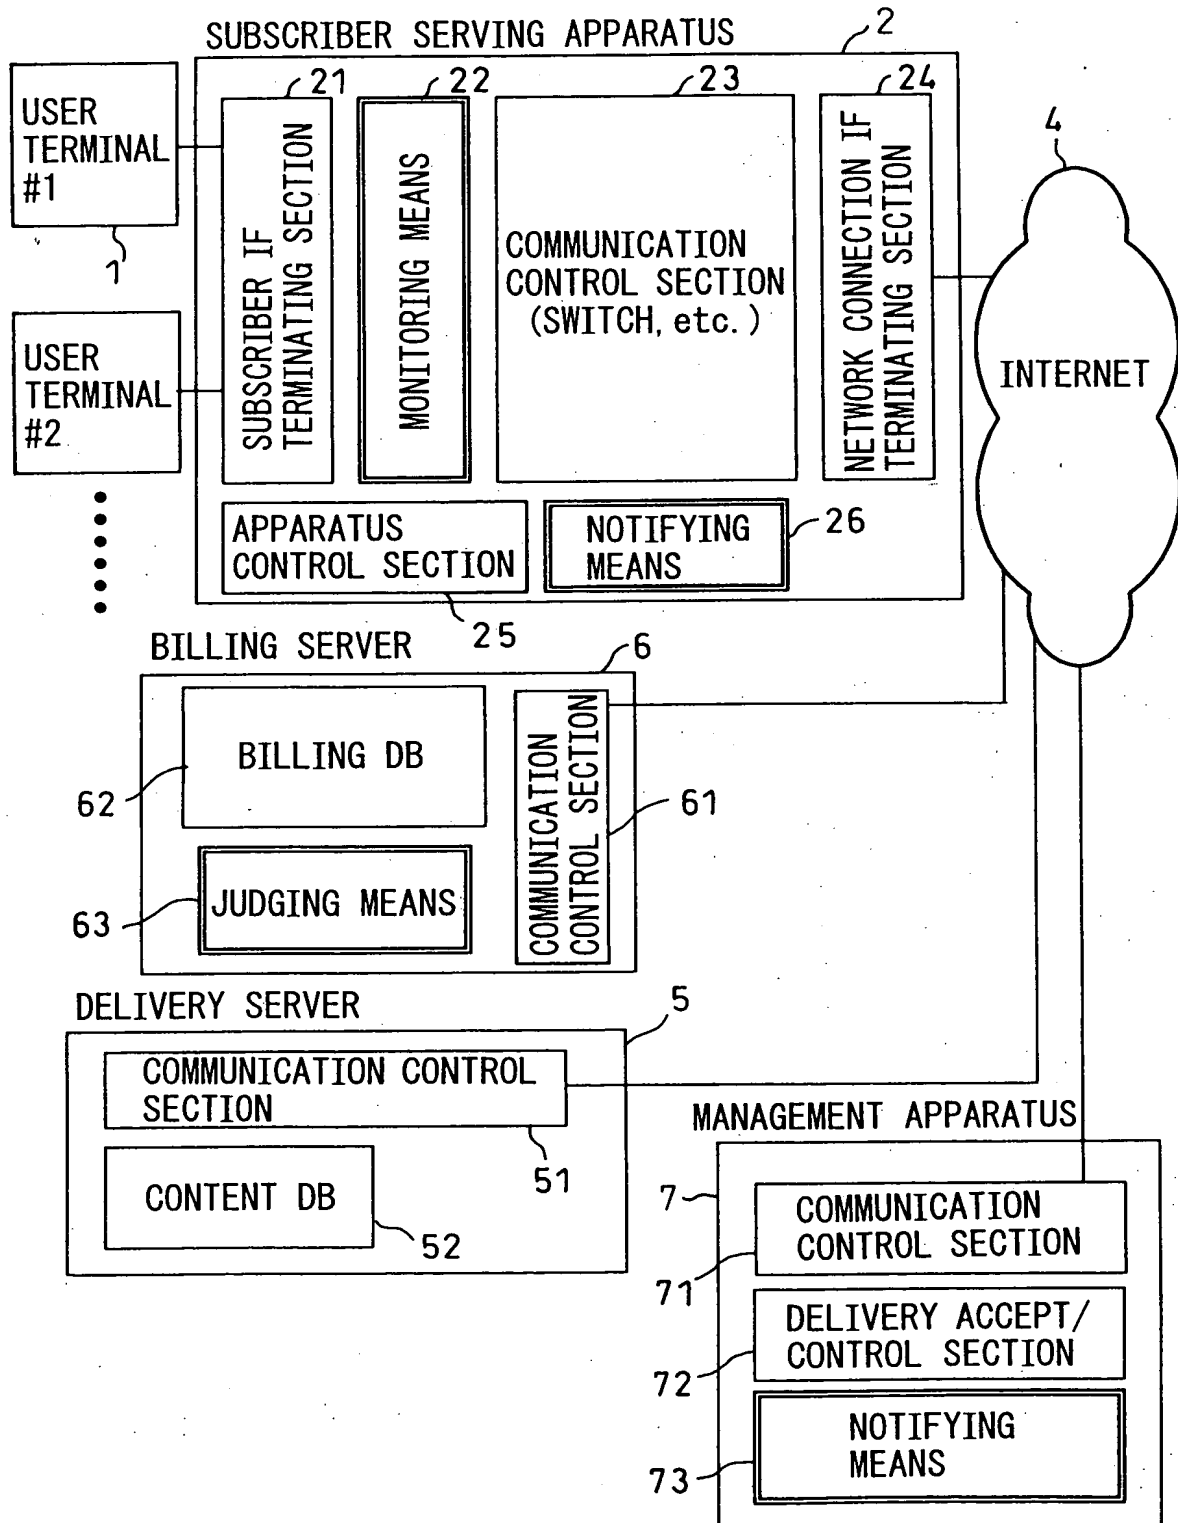 SUBSCRIBER SERVING APPARATUS
2
USER
TERMINAL
#1
1
USER
TERMINAL
#2
21
SUBSCRIBER IF
TERMINATING SECTION
22
MONITORING MEANS
23
COMMUNICATION
CONTROL SECTION
(SWITCH, etc.)
24
NETWORK CONNECTION IF
TERMINATING SECTION
4
INTERNET
APPARATUS
CONTROL SECTION
25
NOTIFYING
MEANS
26
BILLING SERVER
6
BILLING DB
62
JUDGING MEANS
63
COMMUNICATION
CONTROL SECTION
61
DELIVERY SERVER
5
COMMUNICATION CONTROL
SECTION
51
CONTENT DB
52
MANAGEMENT APPARATUS
7
COMMUNICATION
CONTROL SECTION
71
DELIVERY ACCEPT/
CONTROL SECTION
72
NOTIFYING
MEANS
73